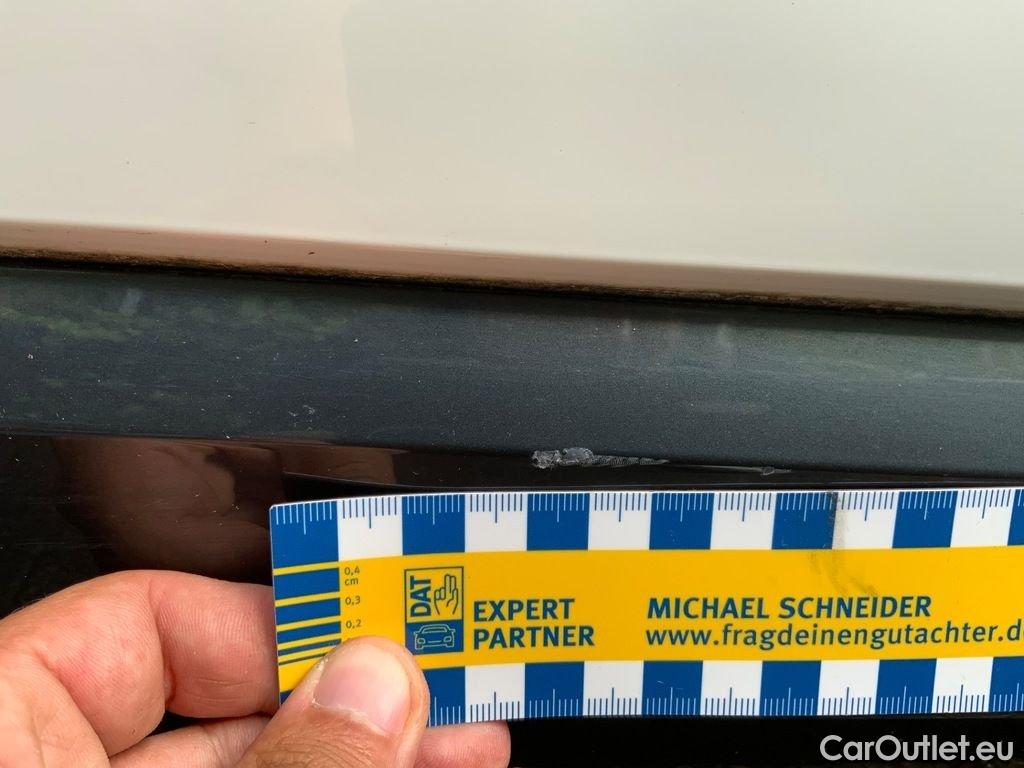 0,4
cm
0,3
0,2
DAT
EXPERT
PARTNER
MICHAEL SCHNEIDER
www.fragdeinengutachter.d
CarOutlet.eu